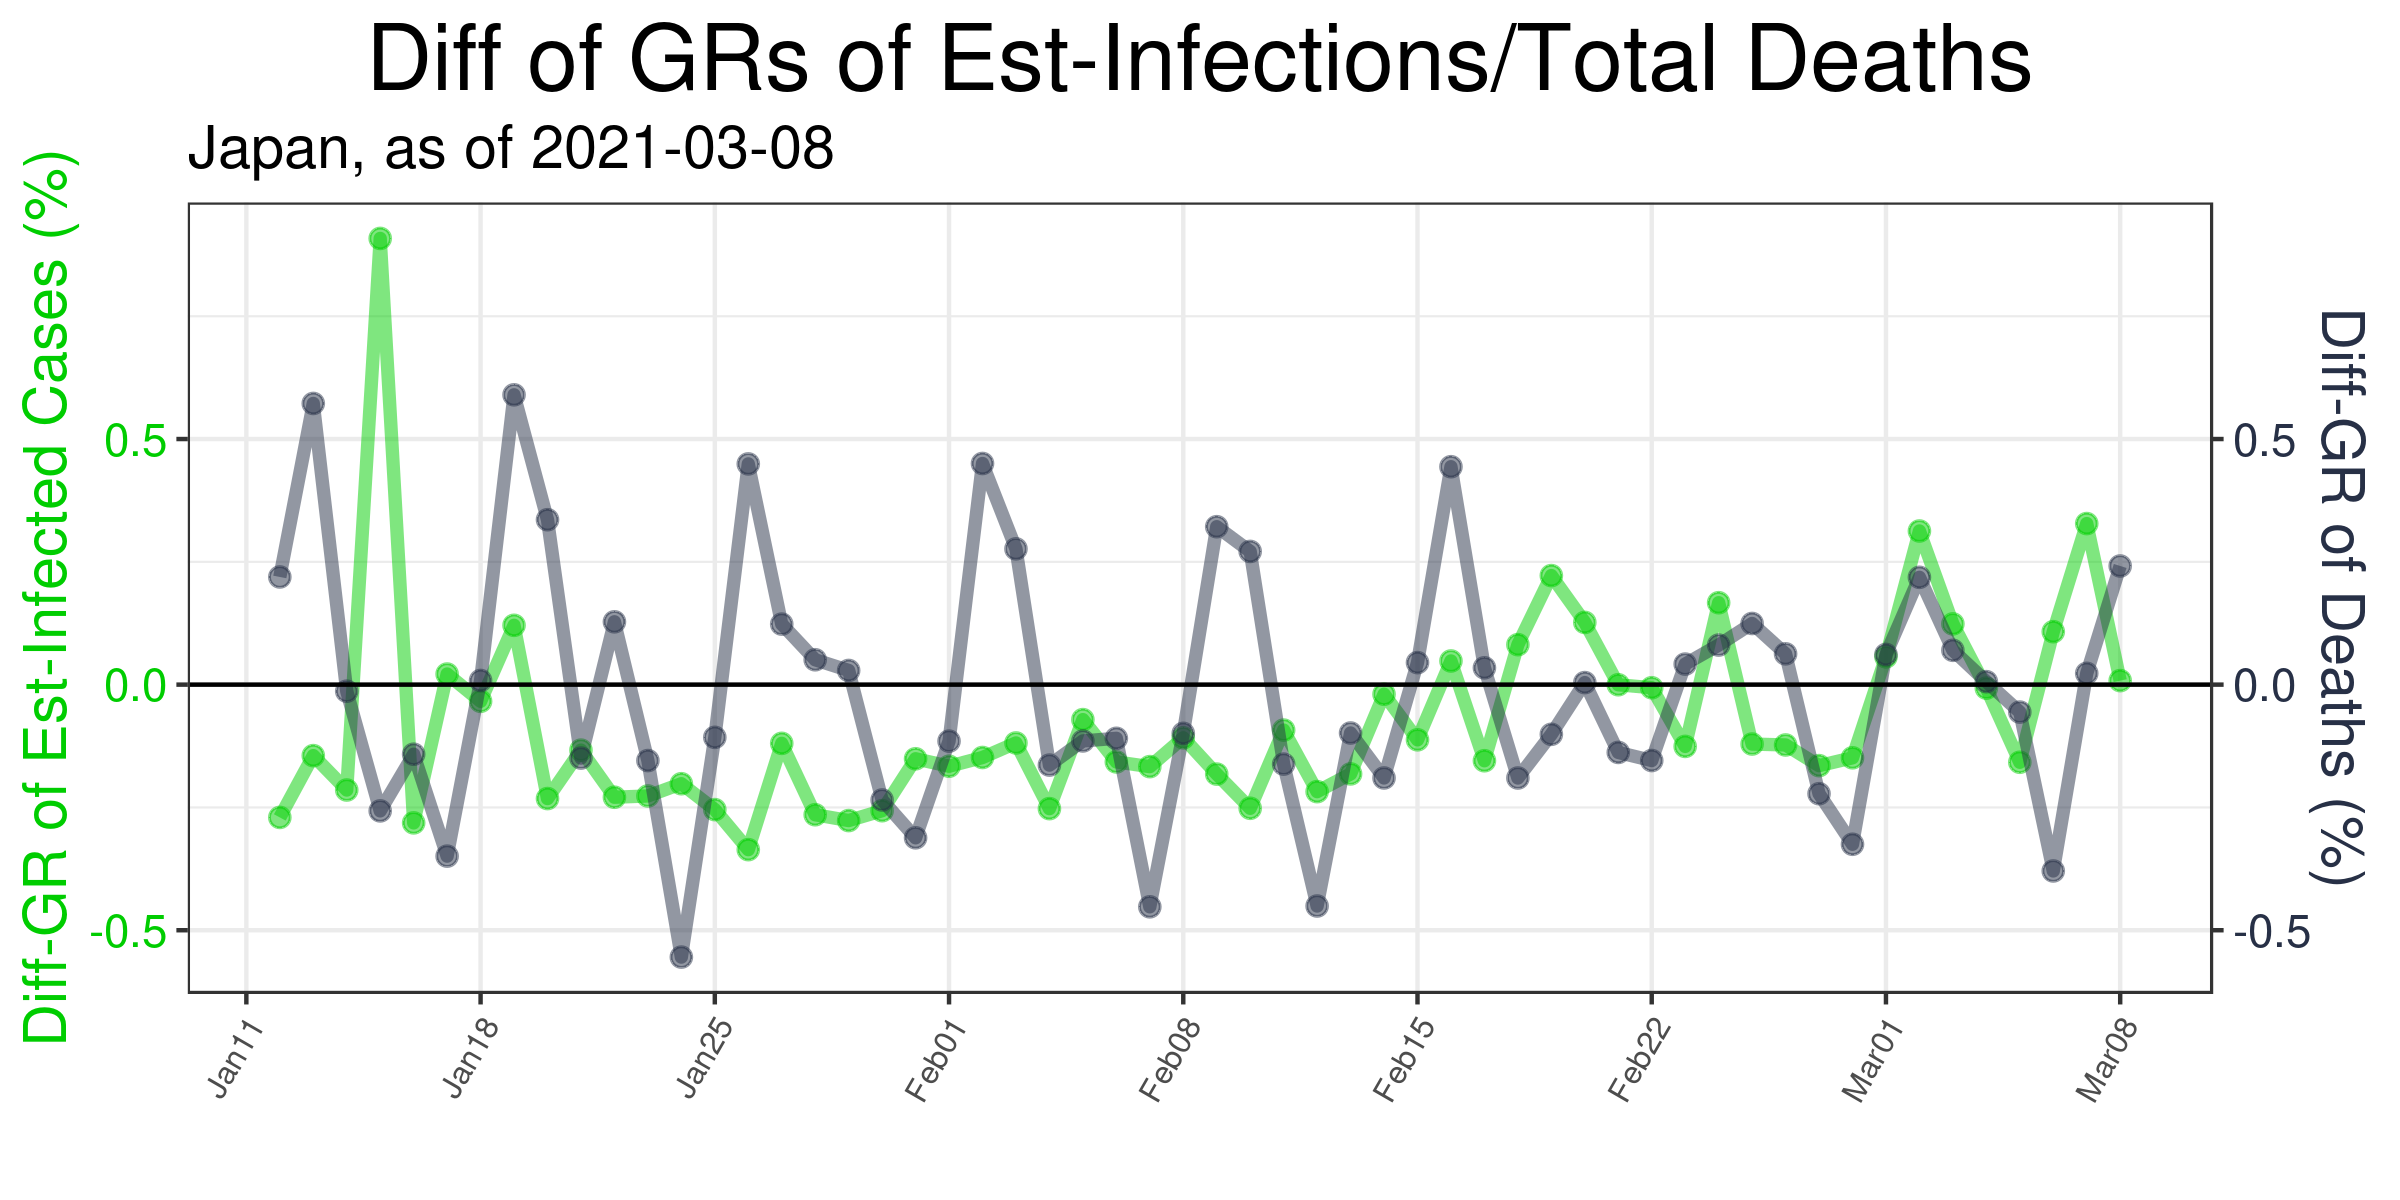 Diff of GRs of Est-Infections/Total Deaths
Japan, as of 2021-03-08
Diff-GR of Est-Infected Cases (%)
0.5
0.0
-0.5
0.5
0.0
-0.5
Diff-GR of Deaths (%)
Jan11
Jan18
Jan25
Feb01
Feb08
Feb15
Feb22
Mar01
Mar08